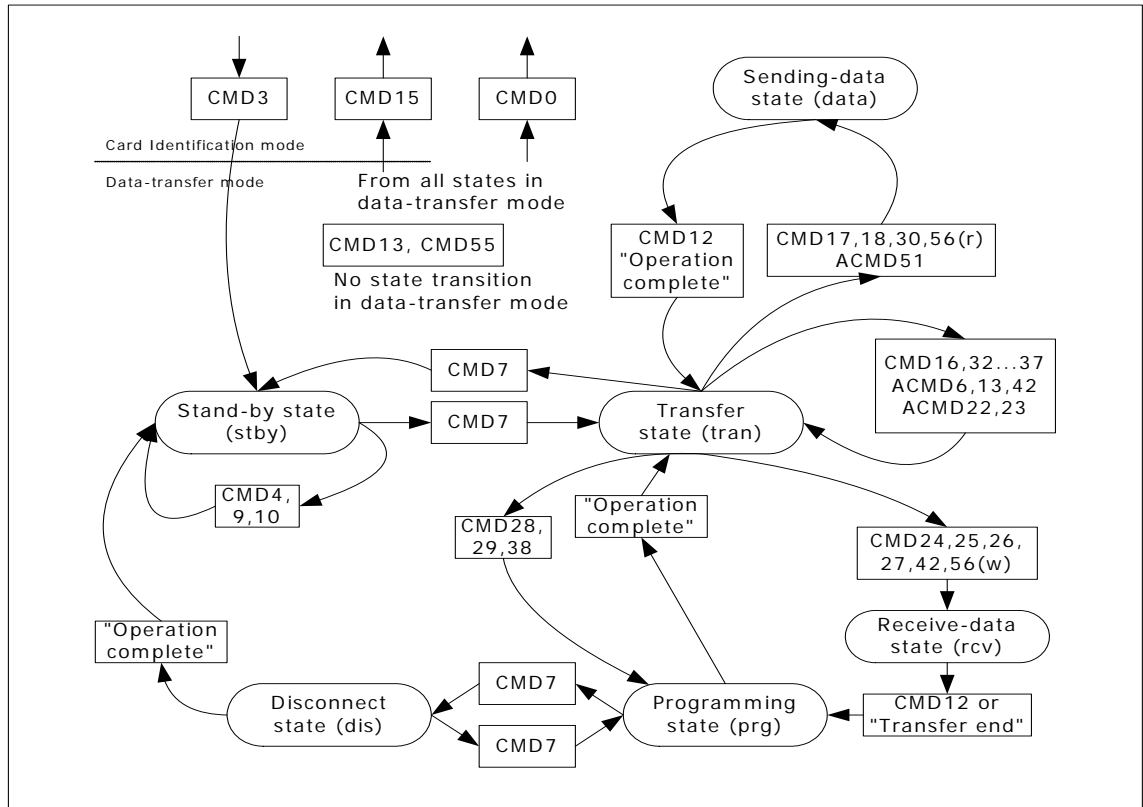 CMD3
CMD15
CMD0
Sending-data
state (data)
Card Identification mode
Data-transfer mode
From all states in
data-transfer mode
CMD13, CMD55
No state transition
in data-transfer mode
CMD12
"Operation
complete"
CMD17,18,30,56(r)
ACMD51
CMD16,32...37
ACMD6,13,42
ACMD22,23
CMD7
Stand-by state
(stby)
CMD7
Transfer
state (tran)
CMD4,
9,10
CMD28,
29,38
"Operation
complete"
CMD24,25,26,
27,42,56(w)
"Operation
complete"
Receive-data
state (rcv)
Disconnect
state (dis)
CMD7
CMD7
Programming
state (prg)
CMD12 or
"Transfer end"